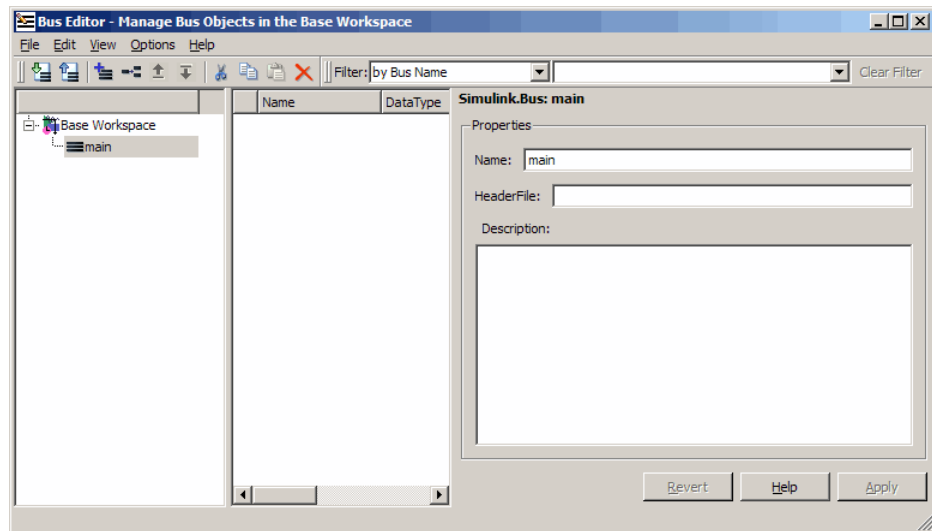 Bus Editor - Manage Bus Objects in the Base Workspace
File Edit View Options Help
Filter: by Bus Name Clear Filter
Name DataType
Simulink.Bus: main
Base Workspace
main
Properties
Name: main
HeaderFile:
Description:
Revert Help Apply